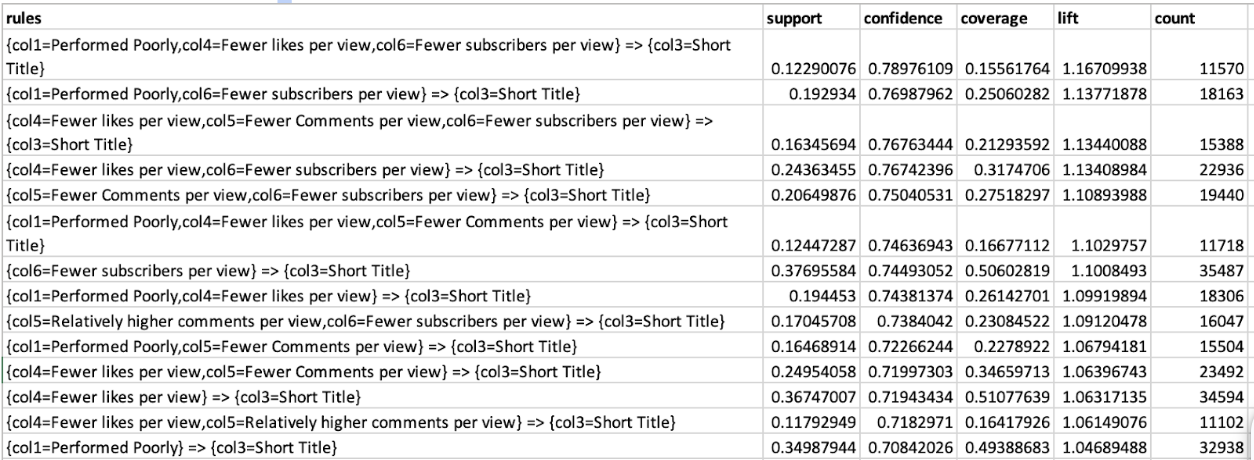 rules support confidence coverage lift count
{col1=Performed Poorly,col4=Fewer likes per view,col6=Fewer subscribers per view} => {col3=Short
Title} 0.12290076 0.78976109 0.15561764 1.16709938 11570
{col1=Performed Poorly,col6=Fewer subscribers per view} => {col3=Short Title} 0.192934 0.76987962 0.25060282 1.13771878 18163
{col4=Fewer likes per view,col5=Fewer Comments per view,col6=Fewer subscribers per view} =>
{col3=Short Title} 0.16345694 0.76763444 0.21293592 1.13440088 15388
{col4=Fewer likes per view,col6=Fewer subscribers per view} => {col3=Short Title} 0.24363455 0.76742396 0.3174706 1.13408984 22936
{col5=Fewer Comments per view,col6=Fewer subscribers per view} => {col3=Short Title} 0.20649876 0.75040531 0.27518297 1.10893988 19440
{col1=Performed Poorly,col4=Fewer likes per view,col5=Fewer Comments per view} => {col3=Short
Title} 0.12447287 0.74636943 0.16677112 1.1029757 11718
{col6=Fewer subscribers per view} => {col3=Short Title} 0.37695584 0.74493052 0.50602819 1.1008493 35487
{col1=Performed Poorly,col4=Fewer likes per view} => {col3=Short Title} 0.194453 0.74381374 0.26142701 1.09919894 18306
{col5=Relatively higher comments per view,col6=Fewer subscribers per view} => {col3=Short Title} 0.17045708 0.7384042 0.23084522 1.09120478 16047
{col1=Performed Poorly,col5=Fewer Comments per view} => {col3=Short Title} 0.16468914 0.72266244 0.2278922 1.06794181 15504
{col4=Fewer likes per view,col5=Fewer Comments per view} => {col3=Short Title} 0.24954058 0.71997303 0.34659713 1.06396743 23492
{col4=Fewer likes per view} => {col3=Short Title} 0.36747007 0.71943434 0.51077639 1.06317135 34594
{col4=Fewer likes per view,col5=Relatively higher comments per view} => {col3=Short Title} 0.11792949 0.7182971 0.16417926 1.06149076 11102
{col1=Performed Poorly} => {col3=Short Title} 0.34987944 0.70842026 0.49388683 1.04689488 32938